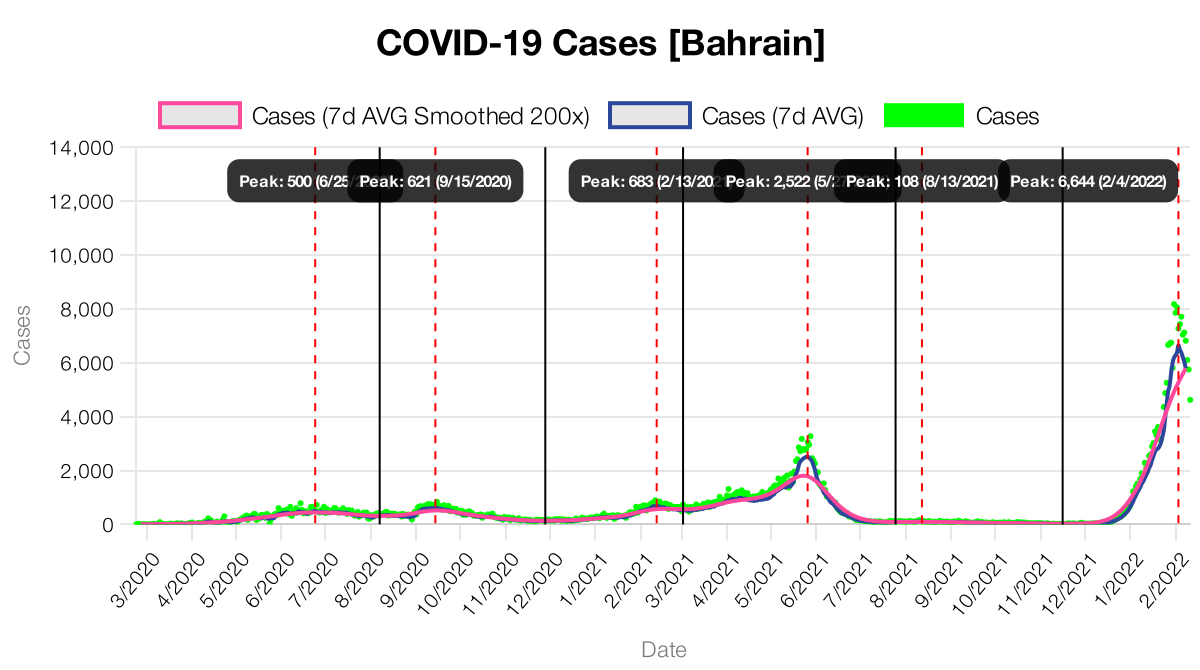 COVID-19 Cases [Bahrain]
Cases (7d AVG Smoothed 200x) Cases (7d AVG) Cases
14,000
12,000
10,000
8,000
6,000
4,000
2,000
0
Cases
Peak: 500 (6/25/ Peak: 621 (9/15/2020) Peak: 683 (2/13/2021) Peak: 2,522 (5/27 Peak: 108 (8/13/2021) Peak: 6,644 (2/4/2022)
3/2020 4/2020 5/2020 6/2020 7/2020 8/2020 9/2020 10/2020 11/2020 12/2020 1/2021 2/2021 3/2021 4/2021 5/2021 6/2021 7/2021 8/2021 9/2021 10/2021 11/2021 12/2021 1/2022 2/2022
Date